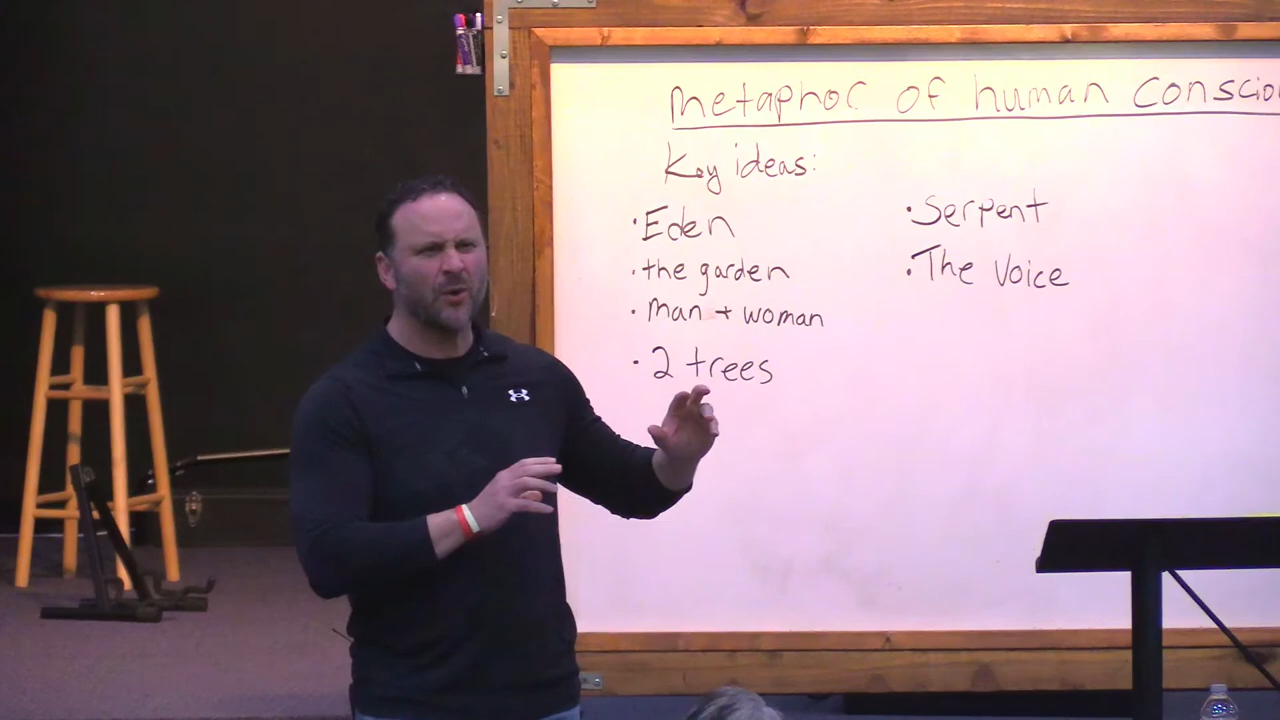 metaphor of human conscio
Key ideas:
• Eden
• the garden
• man + woman
• 2 trees
• Serpent
• The Voice